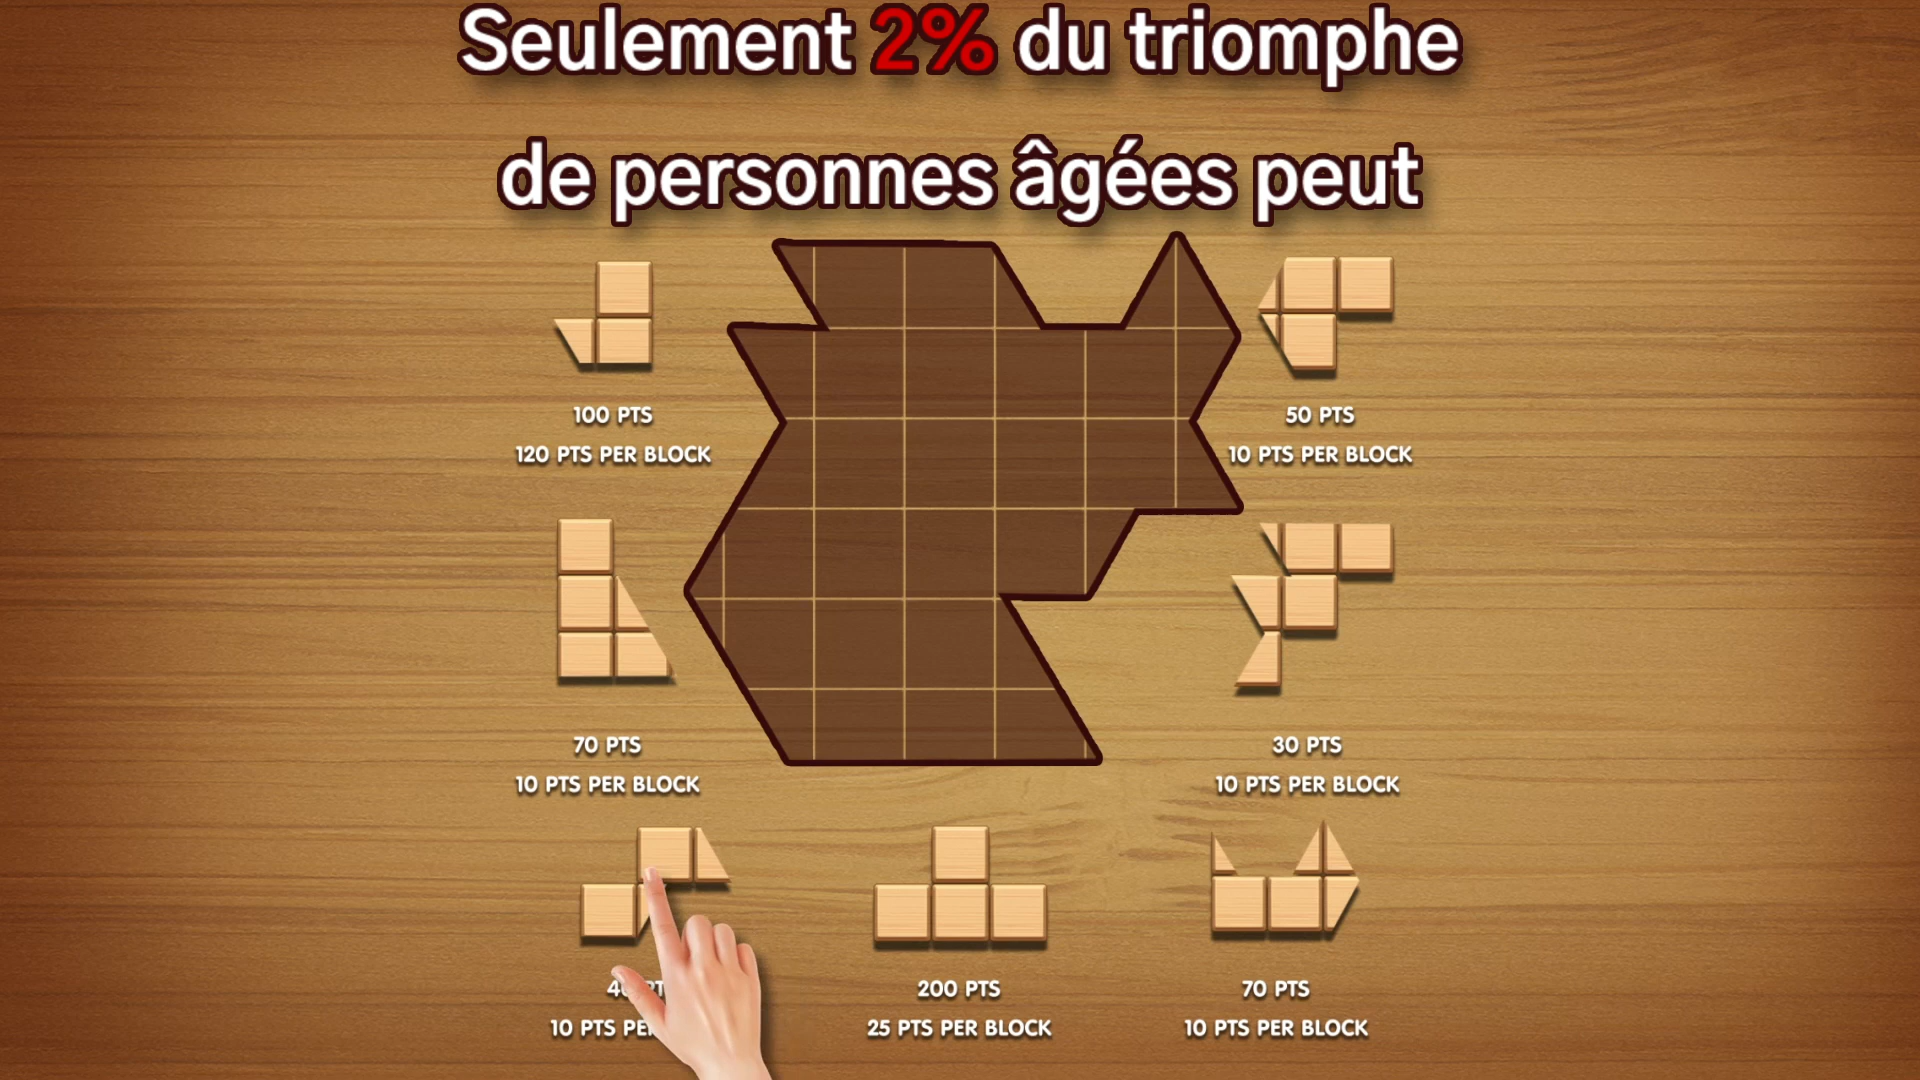 Seulement 2% du triomphe
de personnes âgées peut
100 PTS
120 PTS PER BLOCK
50 PTS
10 PTS PER BLOCK
70 PTS
10 PTS PER BLOCK
30 PTS
10 PTS PER BLOCK
10 PTS
200 PTS
25 PTS PER BLOCK
70 PTS
10 PTS PER BLOCK